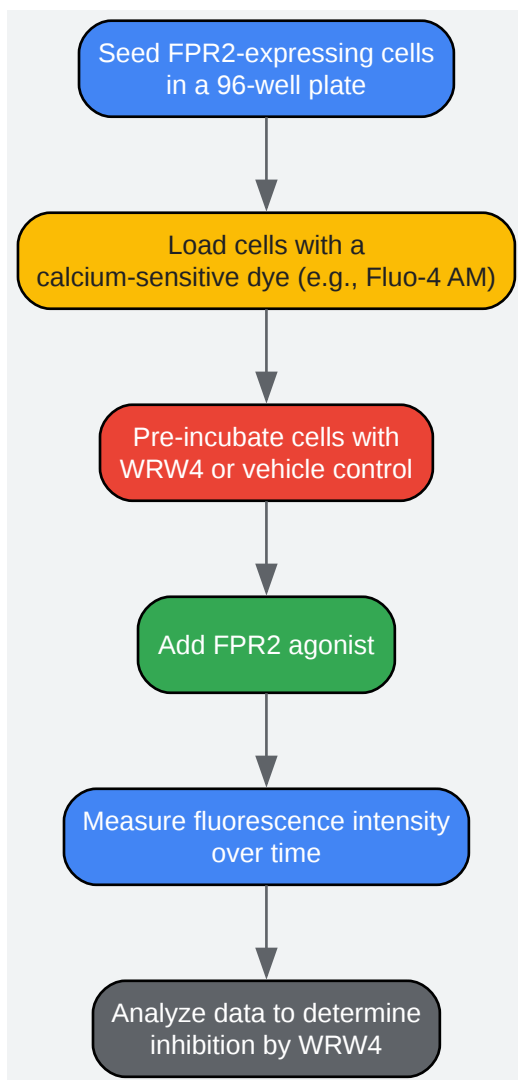 Seed FPR2-expressing cells
in a 96-well plate
Load cells with a
calcium-sensitive dye (e.g., Fluo-4 AM)
Pre-incubate cells with
WRW4 or vehicle control
Add FPR2 agonist
Measure fluorescence intensity
over time
Analyze data to determine
inhibition by WRW4